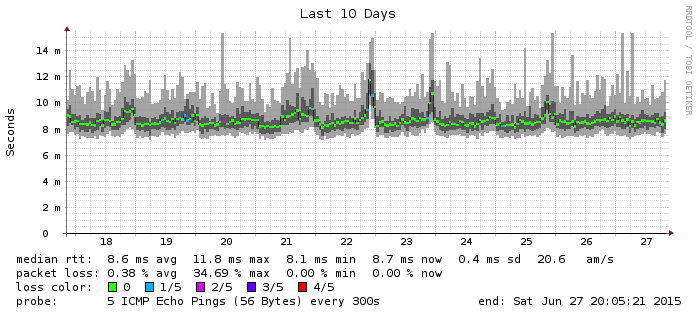 Last 10 Days
RRDTOOL / TOBI OETIKER
Seconds
14 m
12 m
10 m
8 m
6 m
4 m
2 m
0
18 19 20 21 22 23 24 25 26 27
median rtt: 8.6 ms avg 11.8 ms max 8.1 ms min 8.7 ms now 0.4 ms sd 20.6 am/s
packet loss: 0.38 % avg 34.69 % max 0.00 % min 0.00 % now
loss color: 0 1/5 2/5 3/5 4/5
probe: 5 ICMP Echo Pings (56 Bytes) every 300s end: Sat Jun 27 20:05:21 2015